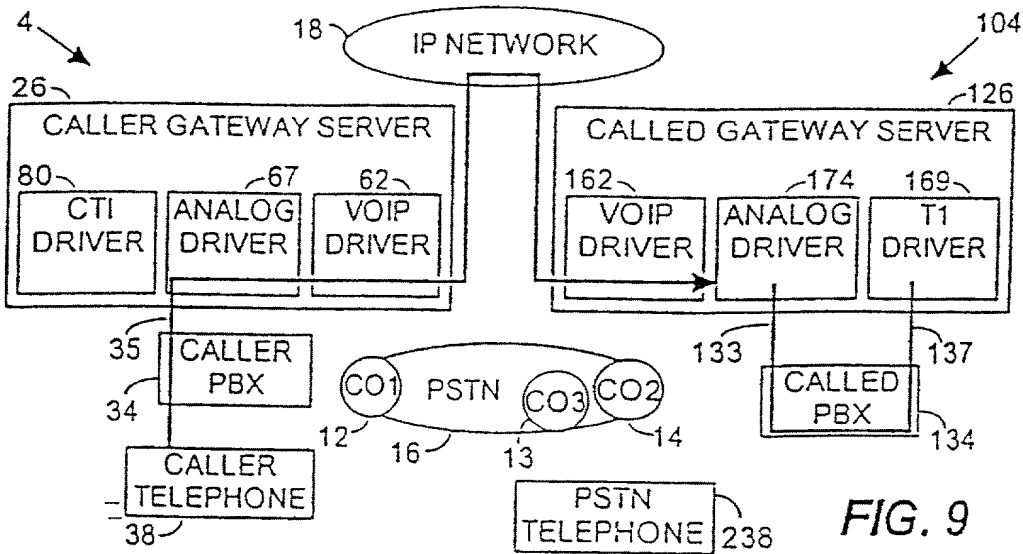 4
18
IP NETWORK
104
26
126
CALLER GATEWAY SERVER
CALLED GATEWAY SERVER
80
67
62
162
174
169
CTI
DRIVER
ANALOG
DRIVER
VOIP
DRIVER
VOIP
DRIVER
ANALOG
DRIVER
T1
DRIVER
35
133
137
CALLER
PBX
34
CO1
PSTN
CO3
CO2
CALLED
PBX
12
16
13
14
134
CALLER
TELEPHONE
38
PSTN
TELEPHONE
238
FIG. 9